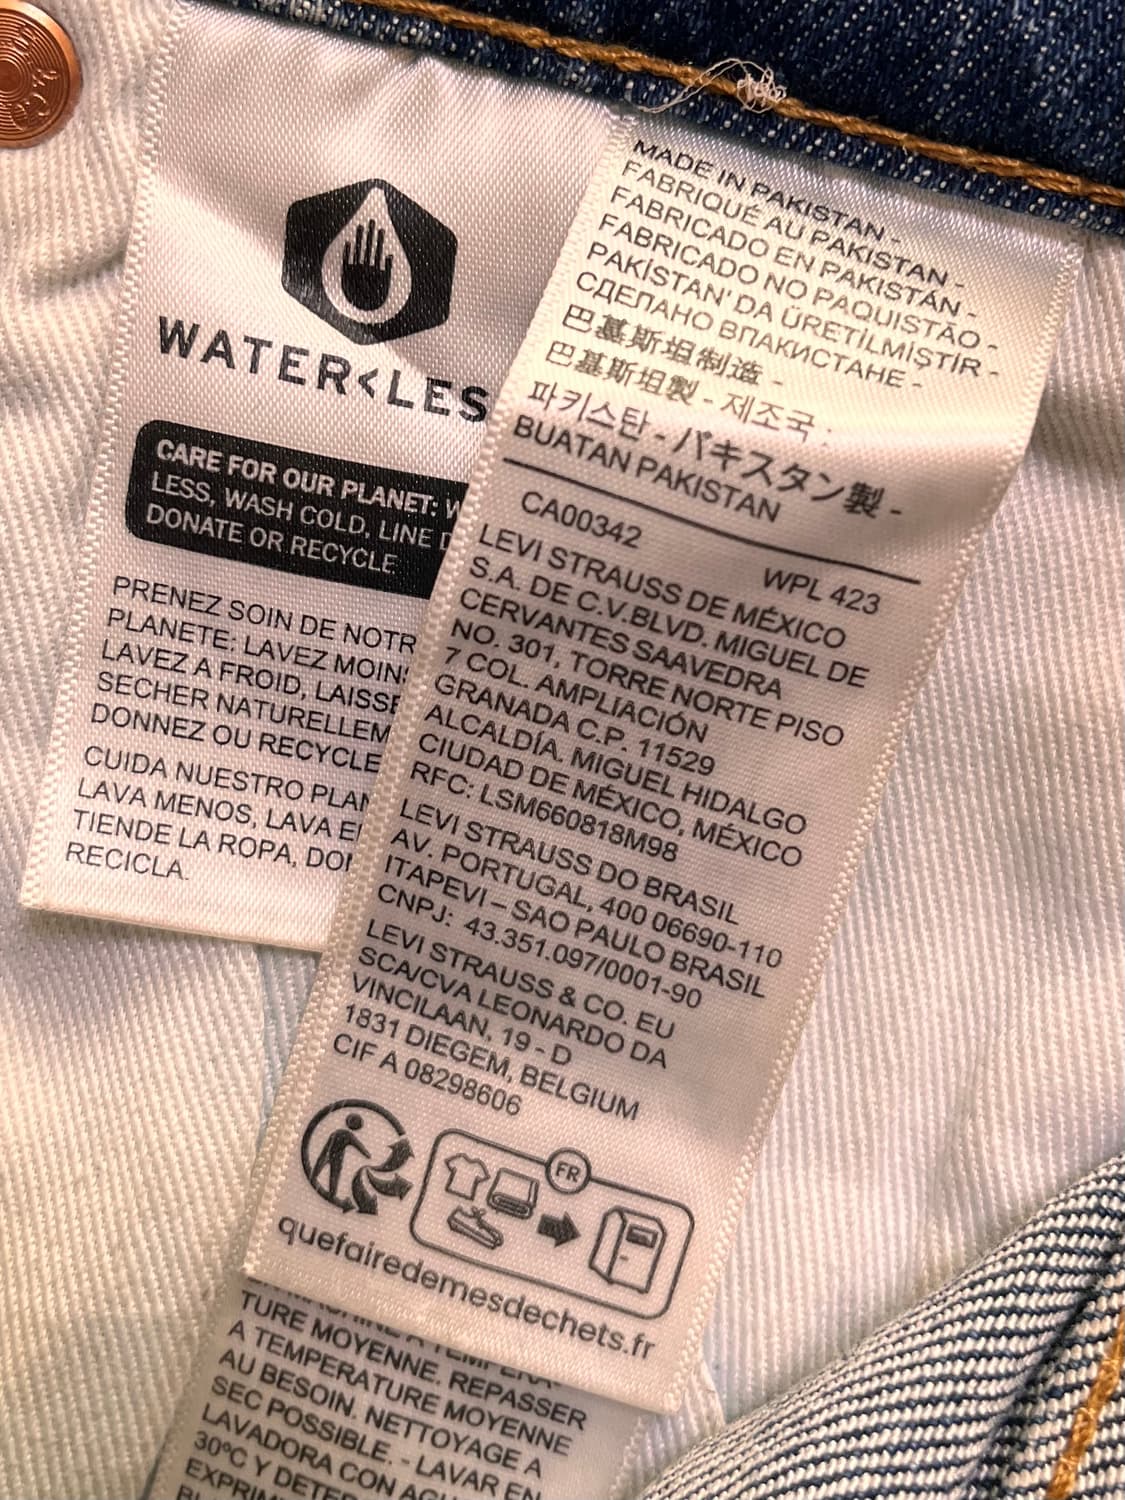 WATER<LES
CARE FOR OUR PLANET: W
LESS, WASH COLD, LINE D
DONATE OR RECYCLE.
PRENEZ SOIN DE NOTR
PLANETE: LAVEZ MOINS
LAVEZ A FROID, LAISSE
SECHER NATURELLEM
DONNEZ OU RECYCLE
CUIDA NUESTRO PLAN
LAVA MENOS, LAVA E
TIENDE LA ROPA, DON
RECICLA.
MADE IN PAKISTAN -
FABRIQUÉ AU PAKISTAN -
FABRICADO EN PAKISTÁN -
FABRICADO NO PAQUISTÃO -
PAKİSTAN' DA ÜRETİLMİŞTİR -
СДЕЛАНО ВПАКИСТАНЕ -
巴基斯坦制造 -
巴基斯坦製 - 제조국 :
파키스탄 - パキスタン製 -
BUATAN PAKISTAN
CA00342
WPL 423
LEVI STRAUSS DE MÉXICO
S.A. DE C.V.BLVD. MIGUEL DE
CERVANTES SAAVEDRA
NO. 301, TORRE NORTE PISO
7 COL. AMPLIACIÓN
GRANADA C.P. 11529
ALCALDÍA. MIGUEL HIDALGO
CIUDAD DE MÉXICO, MÉXICO
RFC: LSM660818M98
LEVI STRAUSS DO BRASIL
AV. PORTUGAL, 400 06690-110
ITAPEVI – SAO PAULO BRASIL
CNPJ: 43.351.097/0001-90
LEVI STRAUSS & CO. EU
SCA/CVA LEONARDO DA
VINCILAAN, 19 - D
1831 DIEGEM, BELGIUM
CIF A 08298606
FR
quefairedemesdechets.fr
TURE MOYENNE. REPASSER
A TEMPERATURE MOYENNE
AU BESOIN. NETTOYAGE A
SEC POSSIBLE. - LAVAR EN
LAVADORA CON AGU
30ºC Y DETER
EXPRIM